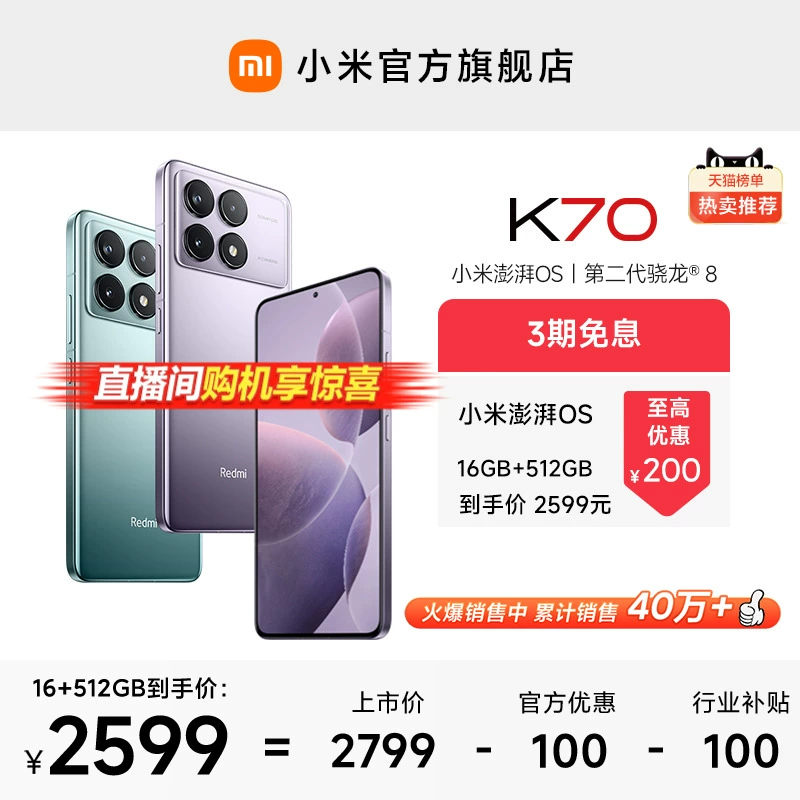 小米官方旗舰店
天猫榜单
热卖推荐
K70
小米澎湃OS | 第二代骁龙® 8
3期免息
小米澎湃OS
16GB+512GB
到手价 2599元
至高
优惠
¥200
直播间购机享惊喜
Redmi
Redmi
火爆销售中 累计销售 40万+
16+512GB到手价:
上市价
官方优惠
行业补贴
¥2599 = 2799 - 100 - 100